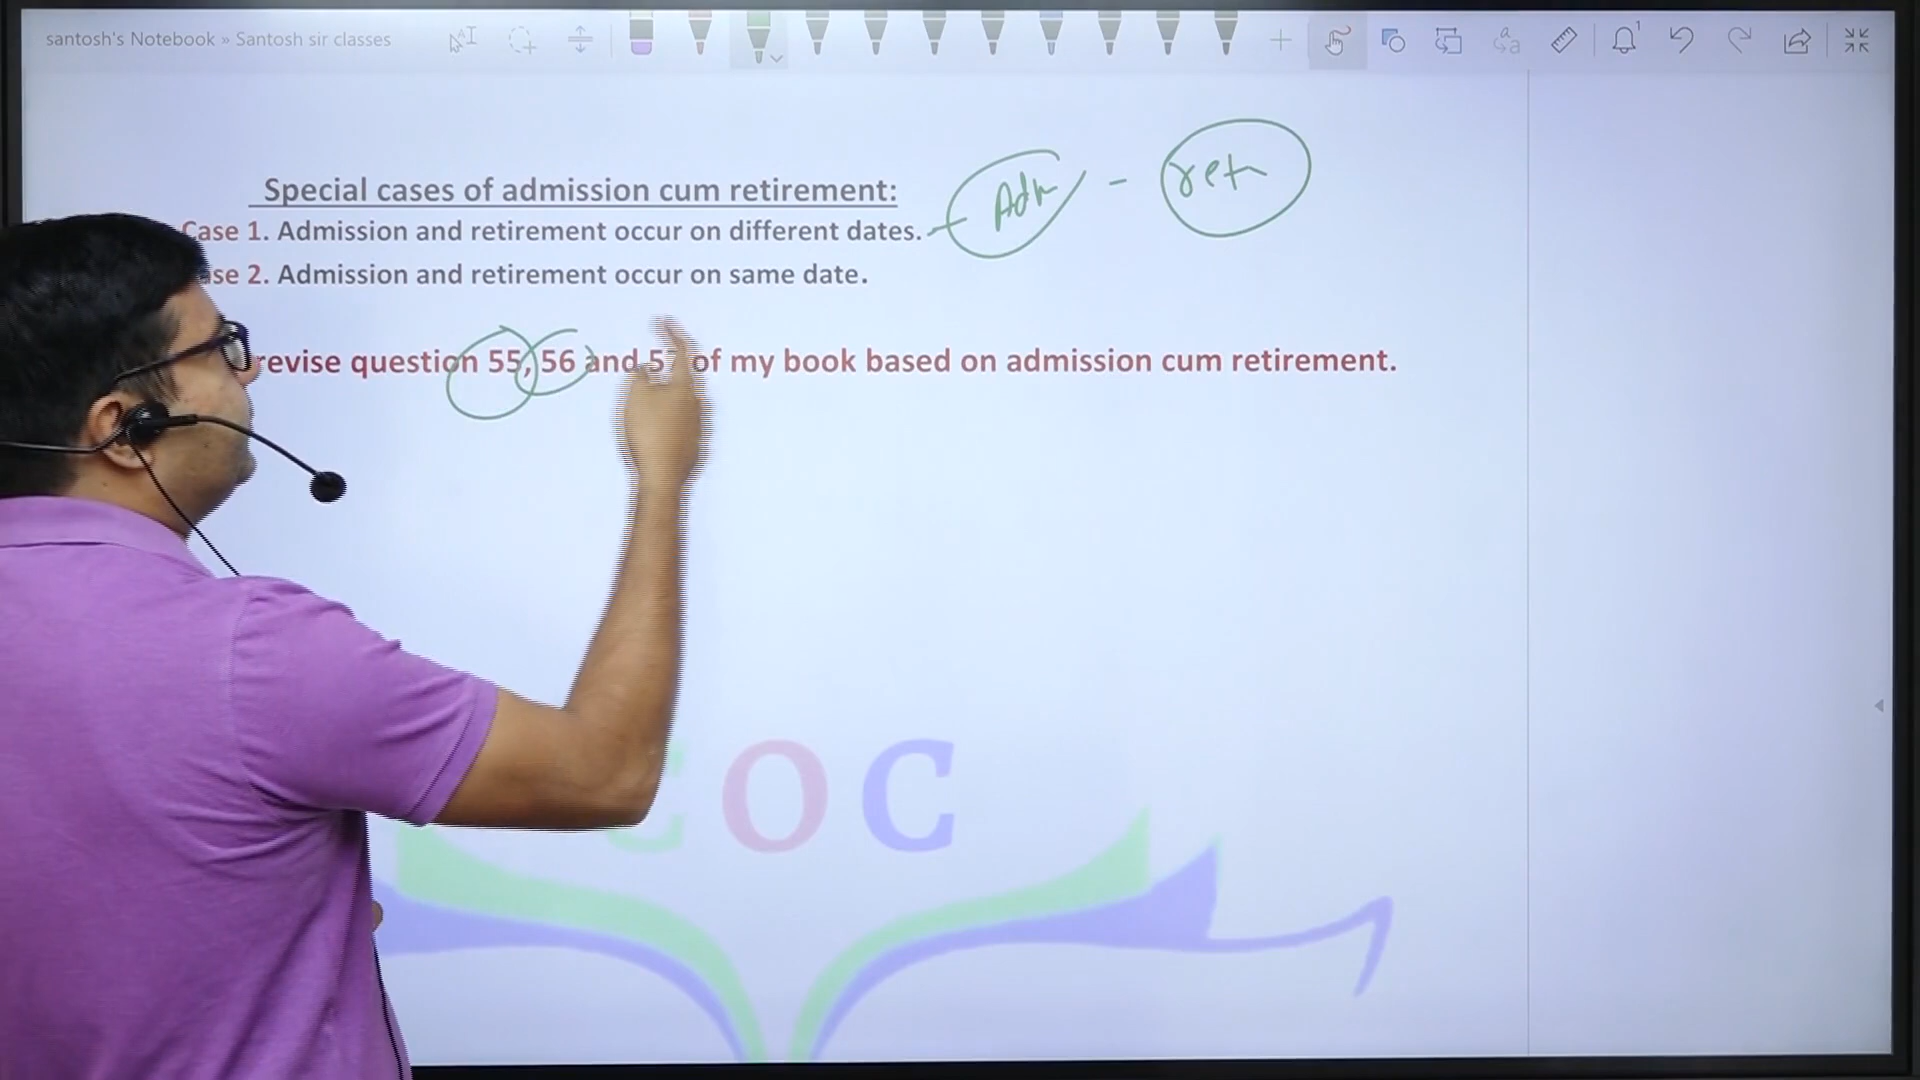 santosh's Notebook » Santosh sir classes
Special cases of admission cum retirement:
Case 1. Admission and retirement occur on different dates. Adm - retr
se 2. Admission and retirement occur on same date.
revise question 55, 56 and 57 of my book based on admission cum retirement.
O C